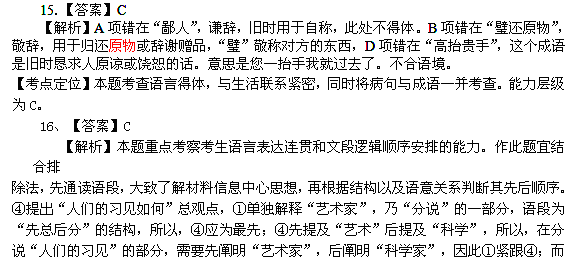 15.【答案】C
【解析】A 项错在“鄙人”，谦辞，旧时用于自称，此处不得体。B 项错在“璧还原物”，
敬辞，用于归还原物或辞谢赠品，“璧”敬称对方的东西，D 项错在“高抬贵手”，这个成语
是旧时恳求人原谅或饶恕的话。意思是您一抬手我就过去了。不合语境。
【考点定位】本题考查语言得体，与生活联系紧密，同时将病句与成语一并考查。能力层级
为 C。
16、【答案】C
【解析】本题重点考察考生语言表达连贯和文段逻辑顺序安排的能力。作此题宜结
合排
除法，先通读语段，大致了解材料信息中心思想，再根据结构以及语意关系判断其先后顺序。
④提出“人们的习见如何”总观点，①单独解释“艺术家”，乃“分说”的一部分，语段为
“先总后分”的结构，所以，④应为最先；④先提及“艺术”后提及“科学”，所以，在分
说“人们的习见”的部分，需要先阐明“艺术家”，后阐明“科学家”，因此①紧跟④；而